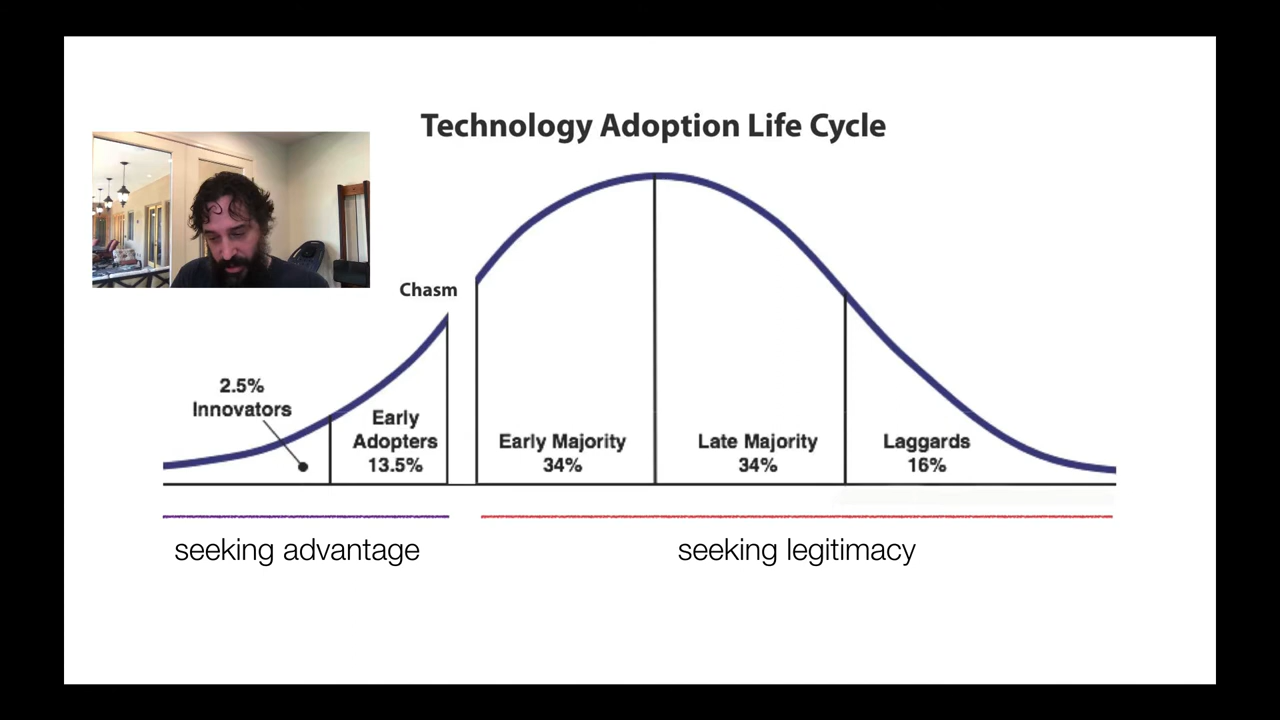 Technology Adoption Life Cycle
Chasm
2.5%
Innovators
Early
Adopters
13.5%
Early Majority
34%
Late Majority
34%
Laggards
16%
seeking advantage
seeking legitimacy